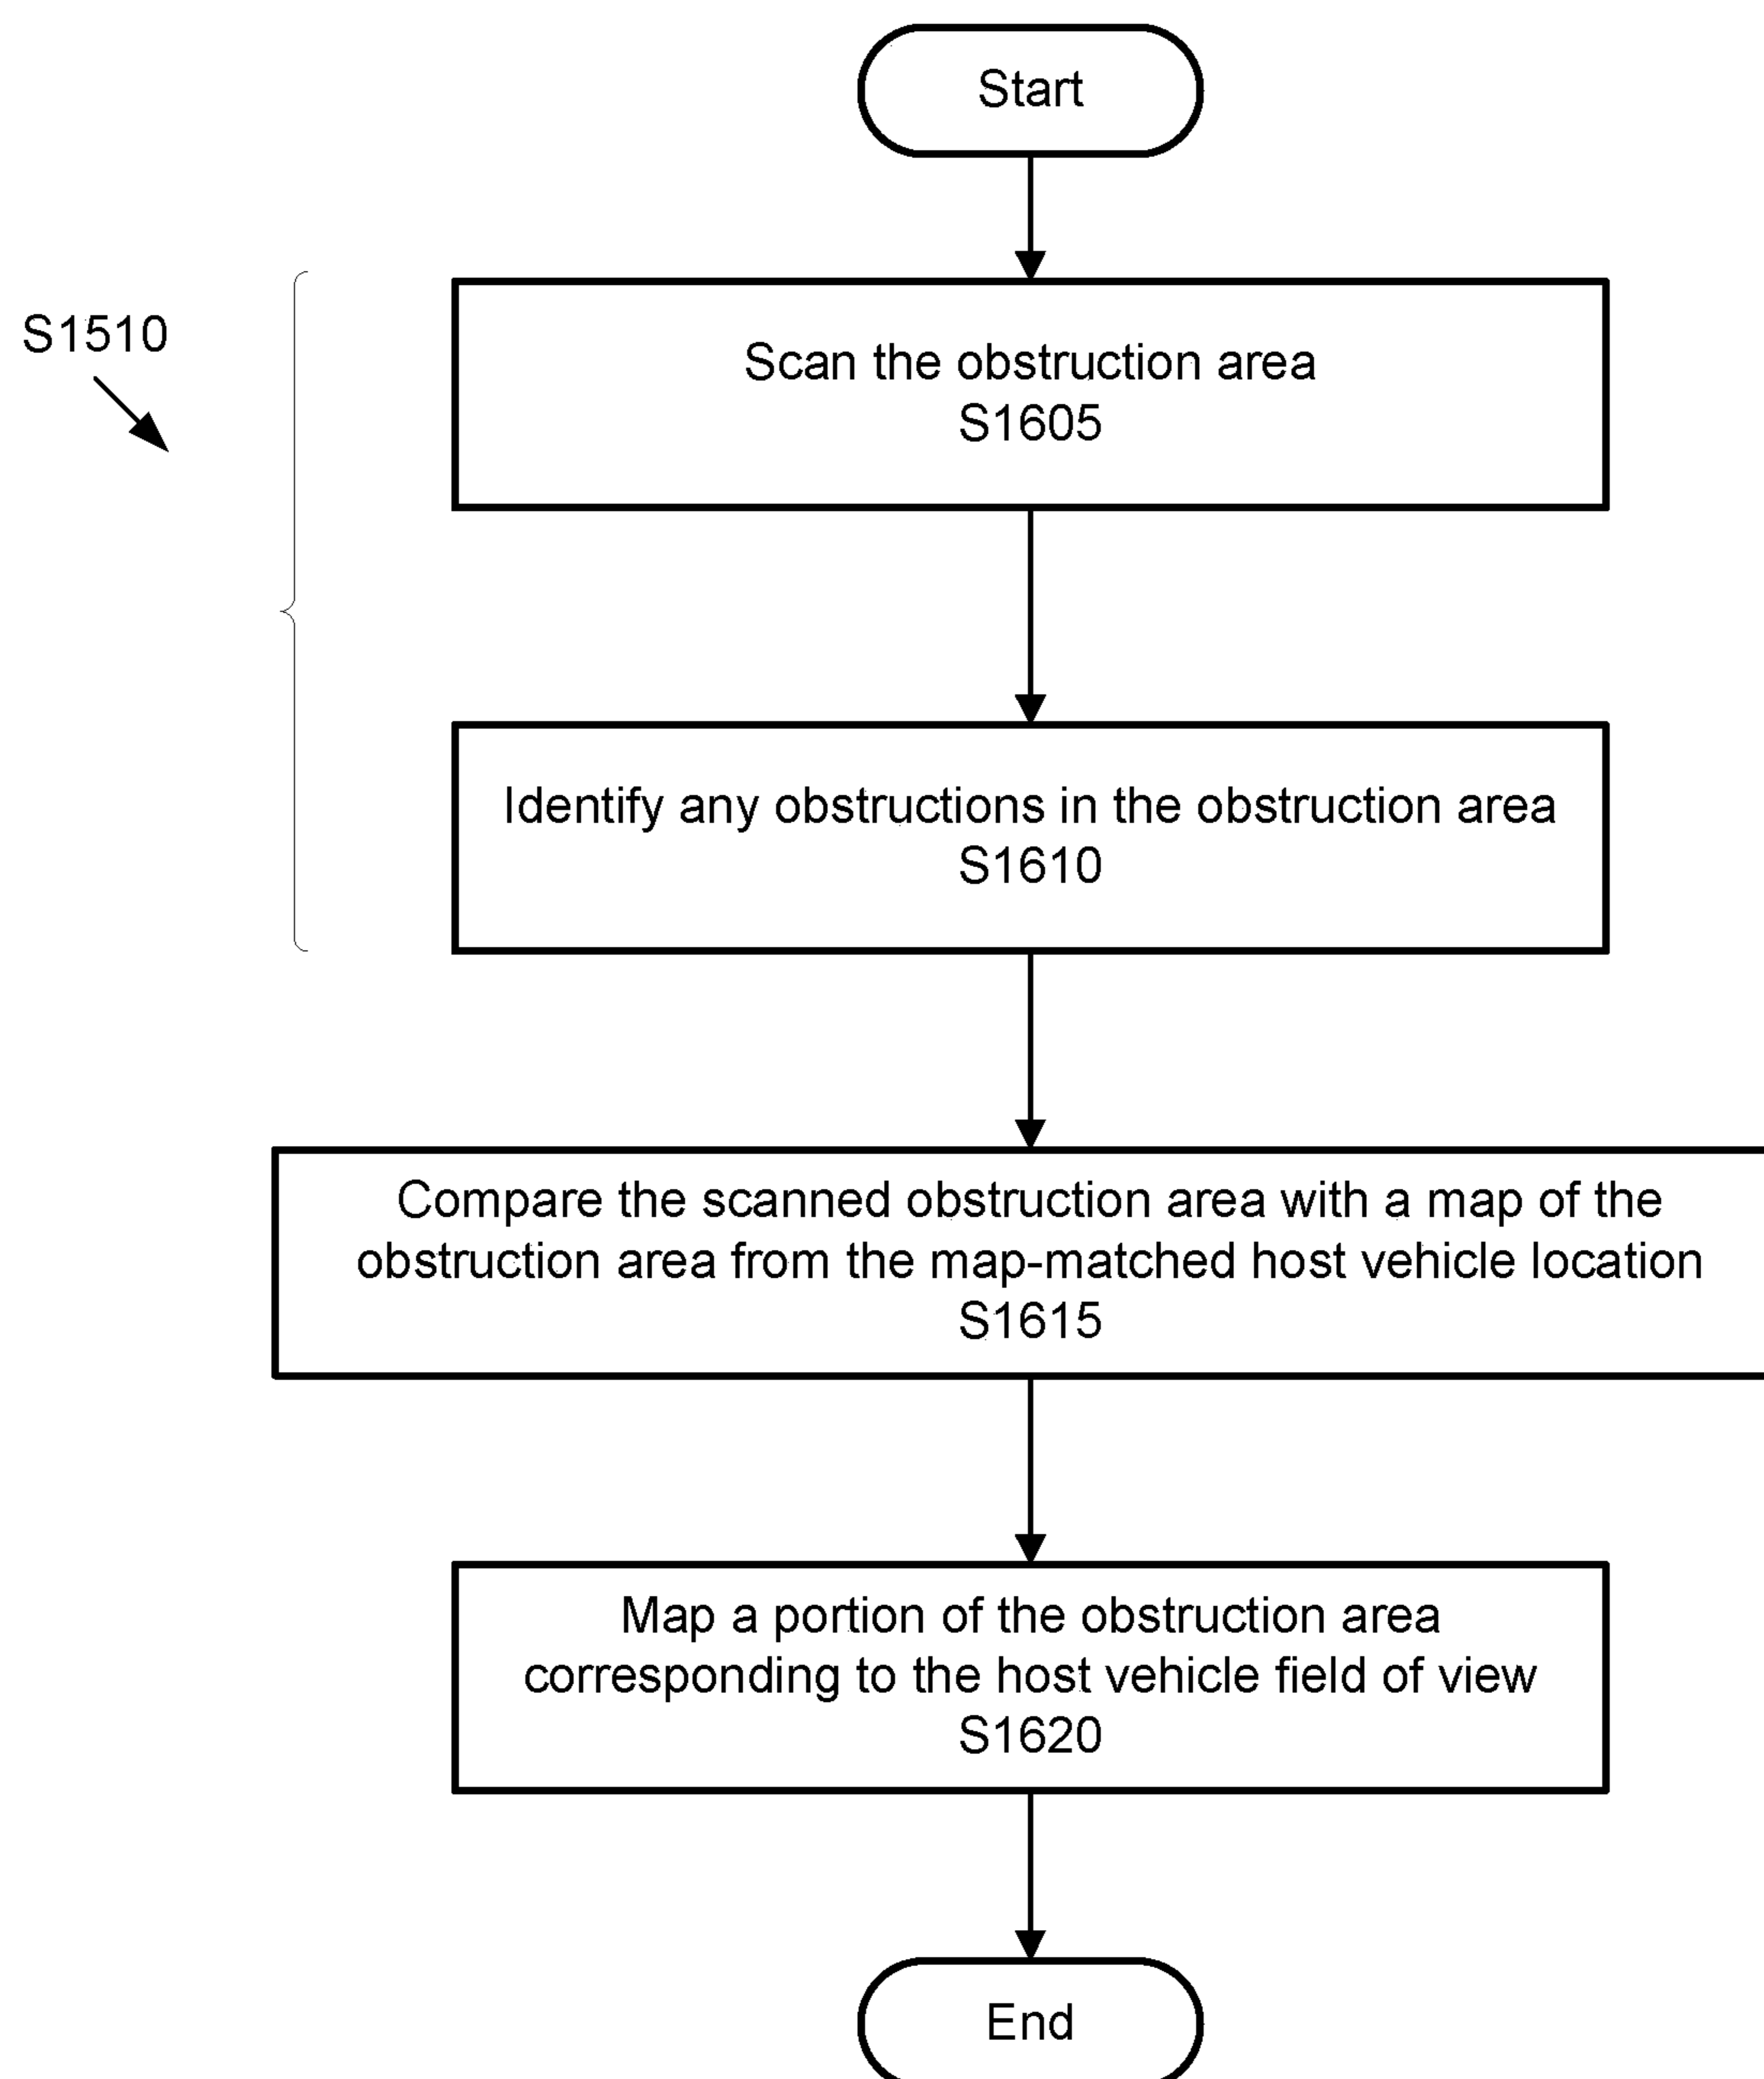 Start
S1510
Scan the obstruction area
S1605
Identify any obstructions in the obstruction area
S1610
Compare the scanned obstruction area with a map of the
obstruction area from the map-matched host vehicle location
S1615
Map a portion of the obstruction area
corresponding to the host vehicle field of view
S1620
End